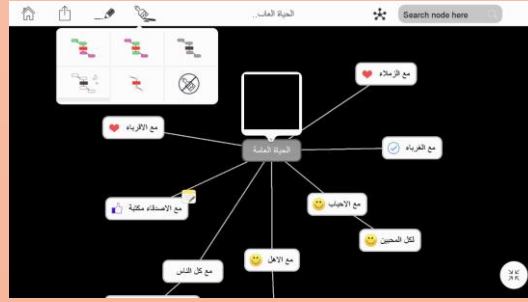 الحياة العاب..
Search node here
مع الزملاء
مع الاقرباء
الحياة العامة
مع الغرباء
مع الاحباب
مع الاصدقاء مكتبة
لكل المحبين
مع الاهل
مع كل الناس